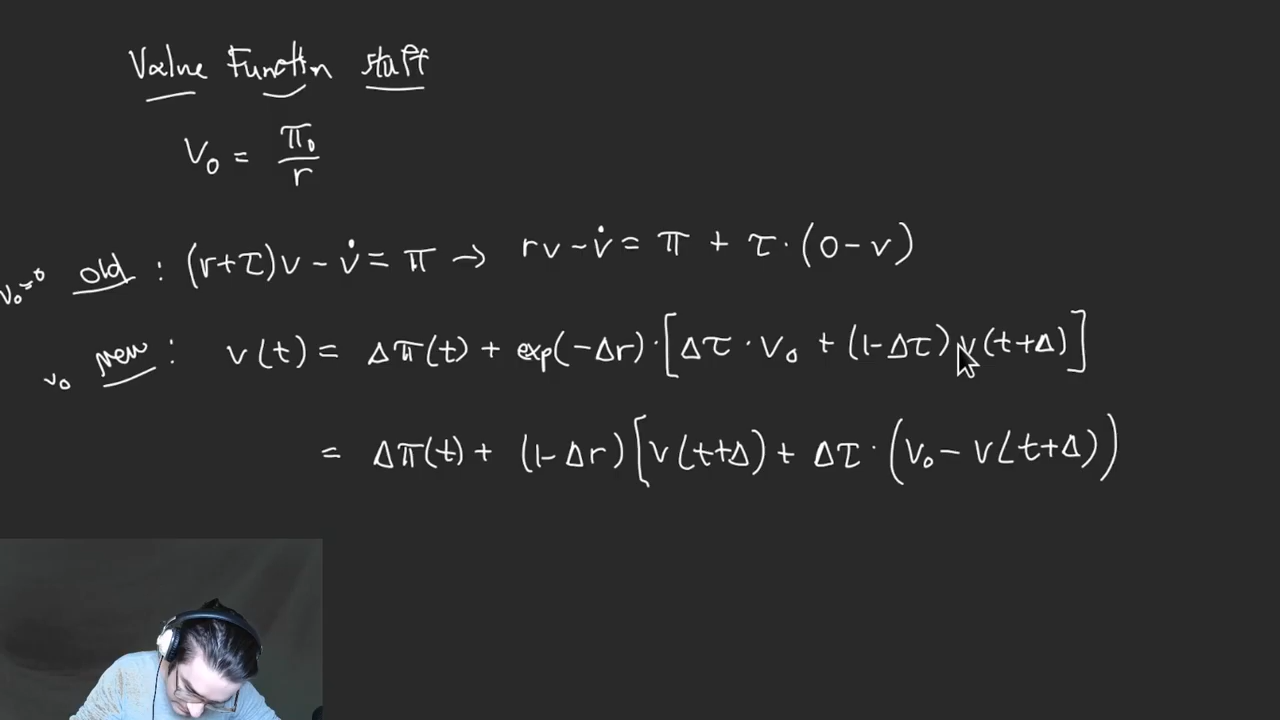 Value Function stuff
V₀ = π₀ / r
V₀=0 old : (r+τ)v − v̇ = π → rv − v̇ = π + τ·(0−v)
V₀ new : v(t) = Δπ(t) + exp(−Δr)·[Δτ·V₀ + (1−Δτ)v(t+Δ)]
= Δπ(t) + (1−Δr)[v(t+Δ) + Δτ·(V₀ − v(t+Δ))